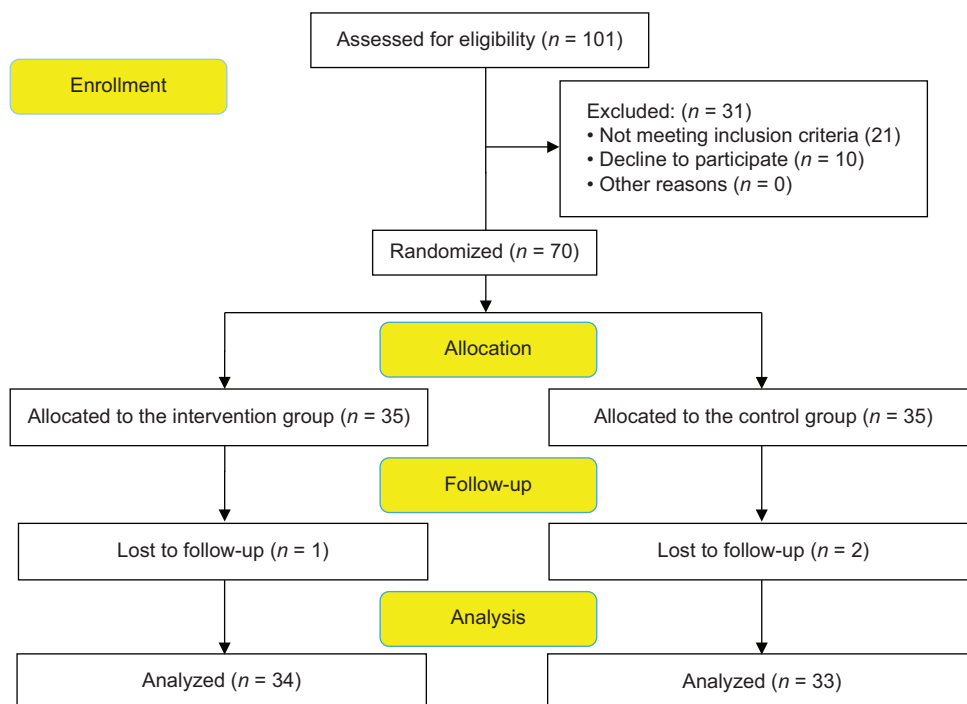 Assessed for eligibility (n = 101)
Enrollment
Excluded: (n = 31)
• Not meeting inclusion criteria (21)
• Decline to participate (n = 10)
• Other reasons (n = 0)
Randomized (n = 70)
Allocation
Allocated to the intervention group (n = 35)
Allocated to the control group (n = 35)
Follow-up
Lost to follow-up (n = 1)
Lost to follow-up (n = 2)
Analysis
Analyzed (n = 34)
Analyzed (n = 33)